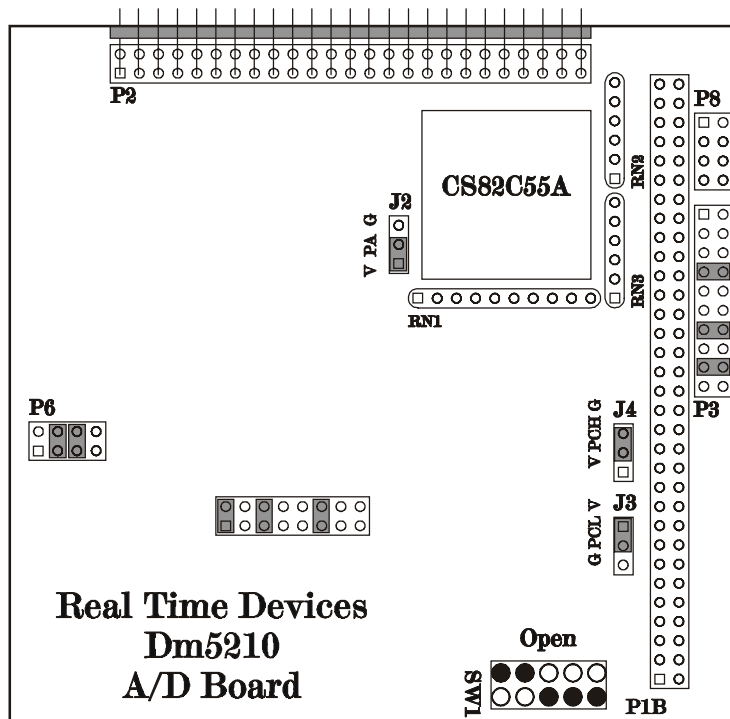 P2
P8
RN2
CS82C55A
J2
V PA G
RN3
RN1
P6
P3
J4
V PCH G
J3
G PCL V
Real Time Devices
Dm5210
A/D Board
Open
SW1
P1B